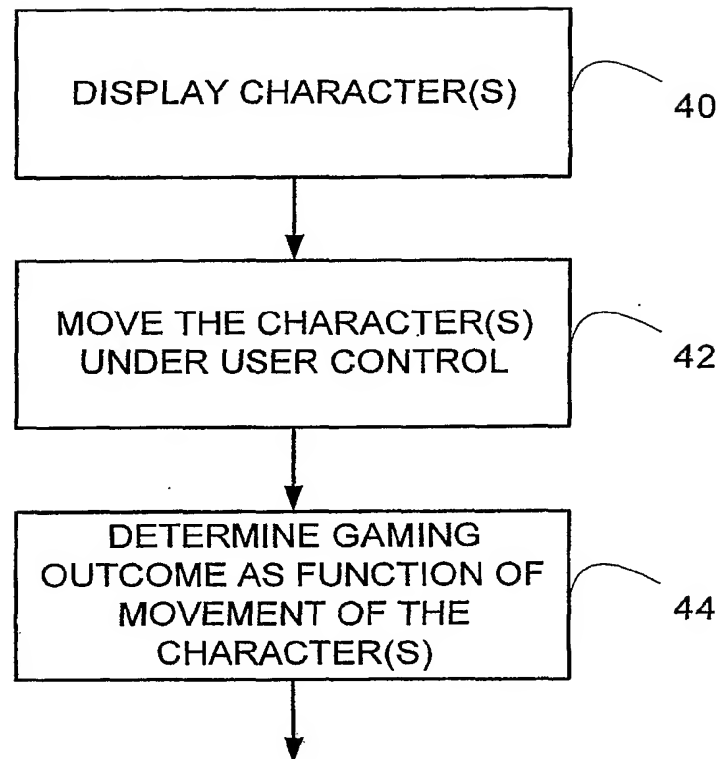 DISPLAY CHARACTER(S)
40
MOVE THE CHARACTER(S)
UNDER USER CONTROL
42
DETERMINE GAMING
OUTCOME AS FUNCTION OF
MOVEMENT OF THE
CHARACTER(S)
44